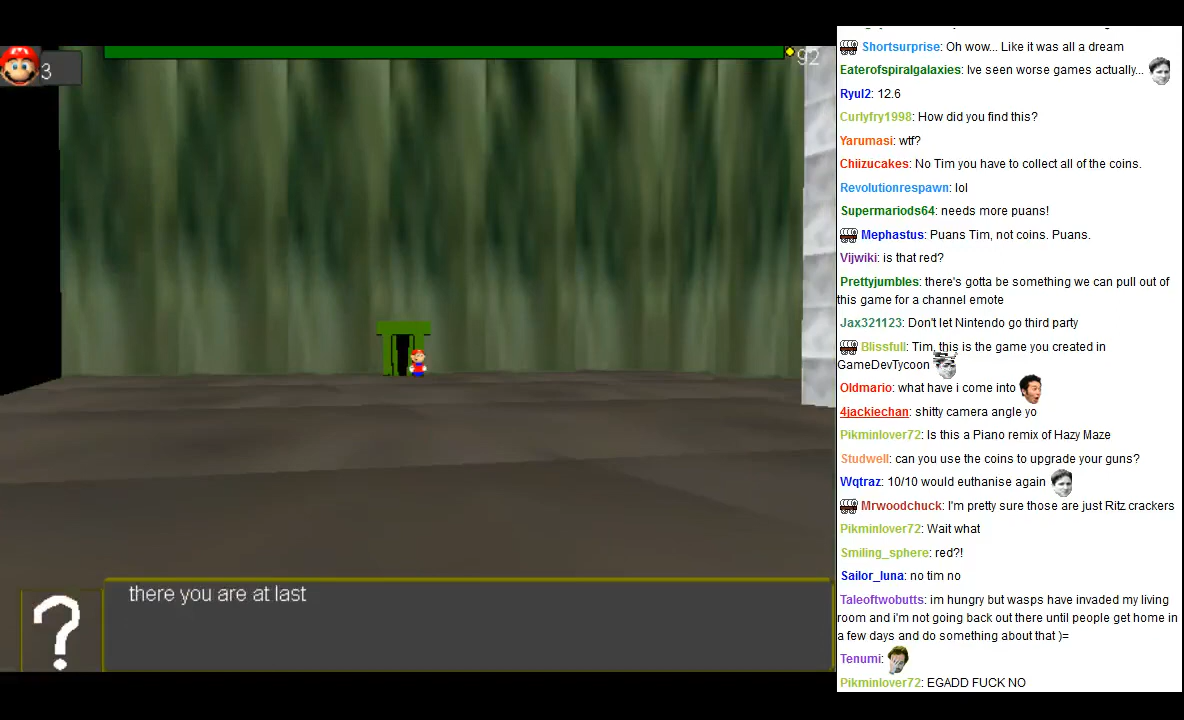 3
92
there you are at last
?
Shortsurprise: Oh wow... Like it was all a dream
Eaterofspiralgalaxies: Ive seen worse games actually...
Ryul2: 12.6
Curlyfry1998: How did you find this?
Yarumasi: wtf?
Chiizucakes: No Tim you have to collect all of the coins.
Revolutionrespawn: lol
Supermariods64: needs more puans!
Mephastus: Puans Tim, not coins. Puans.
Vijwiki: is that red?
Prettyjumbles: there's gotta be something we can pull out of
this game for a channel emote
Jax321123: Don't let Nintendo go third party
Blissfull: Tim, this is the game you created in
GameDevTycoon
Oldmario: what have i come into
4jackiechan: shitty camera angle yo
Pikminlover72: Is this a Piano remix of Hazy Maze
Studwell: can you use the coins to upgrade your guns?
Wqtraz: 10/10 would euthanise again
Mrwoodchuck: I'm pretty sure those are just Ritz crackers
Pikminlover72: Wait what
Smiling_sphere: red?!
Sailor_luna: no tim no
Taleoftwobutts: im hungry but wasps have invaded my living
room and i'm not going back out there until people get home in
a few days and do something about that )=
Tenumi:
Pikminlover72: EGADD FUCK NO